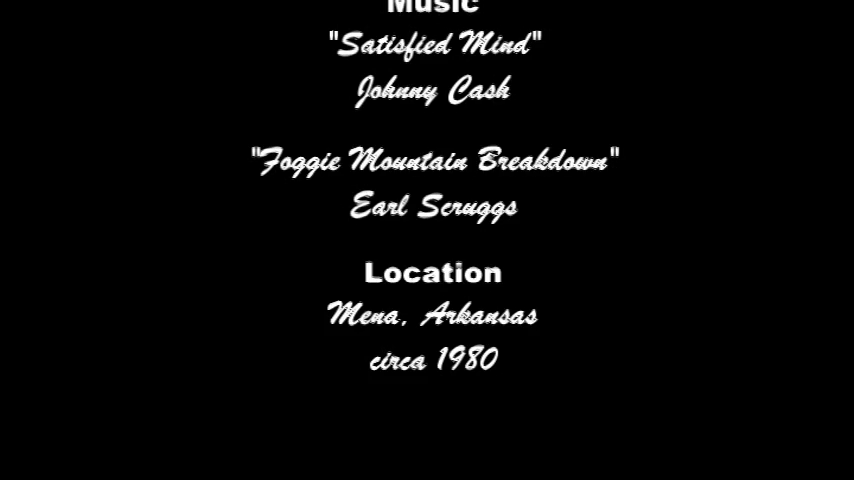 Music
"Satisfied Mind"
Johnny Cash
"Foggie Mountain Breakdown"
Earl Scruggs
Location
Mena, Arkansas
circa 1980